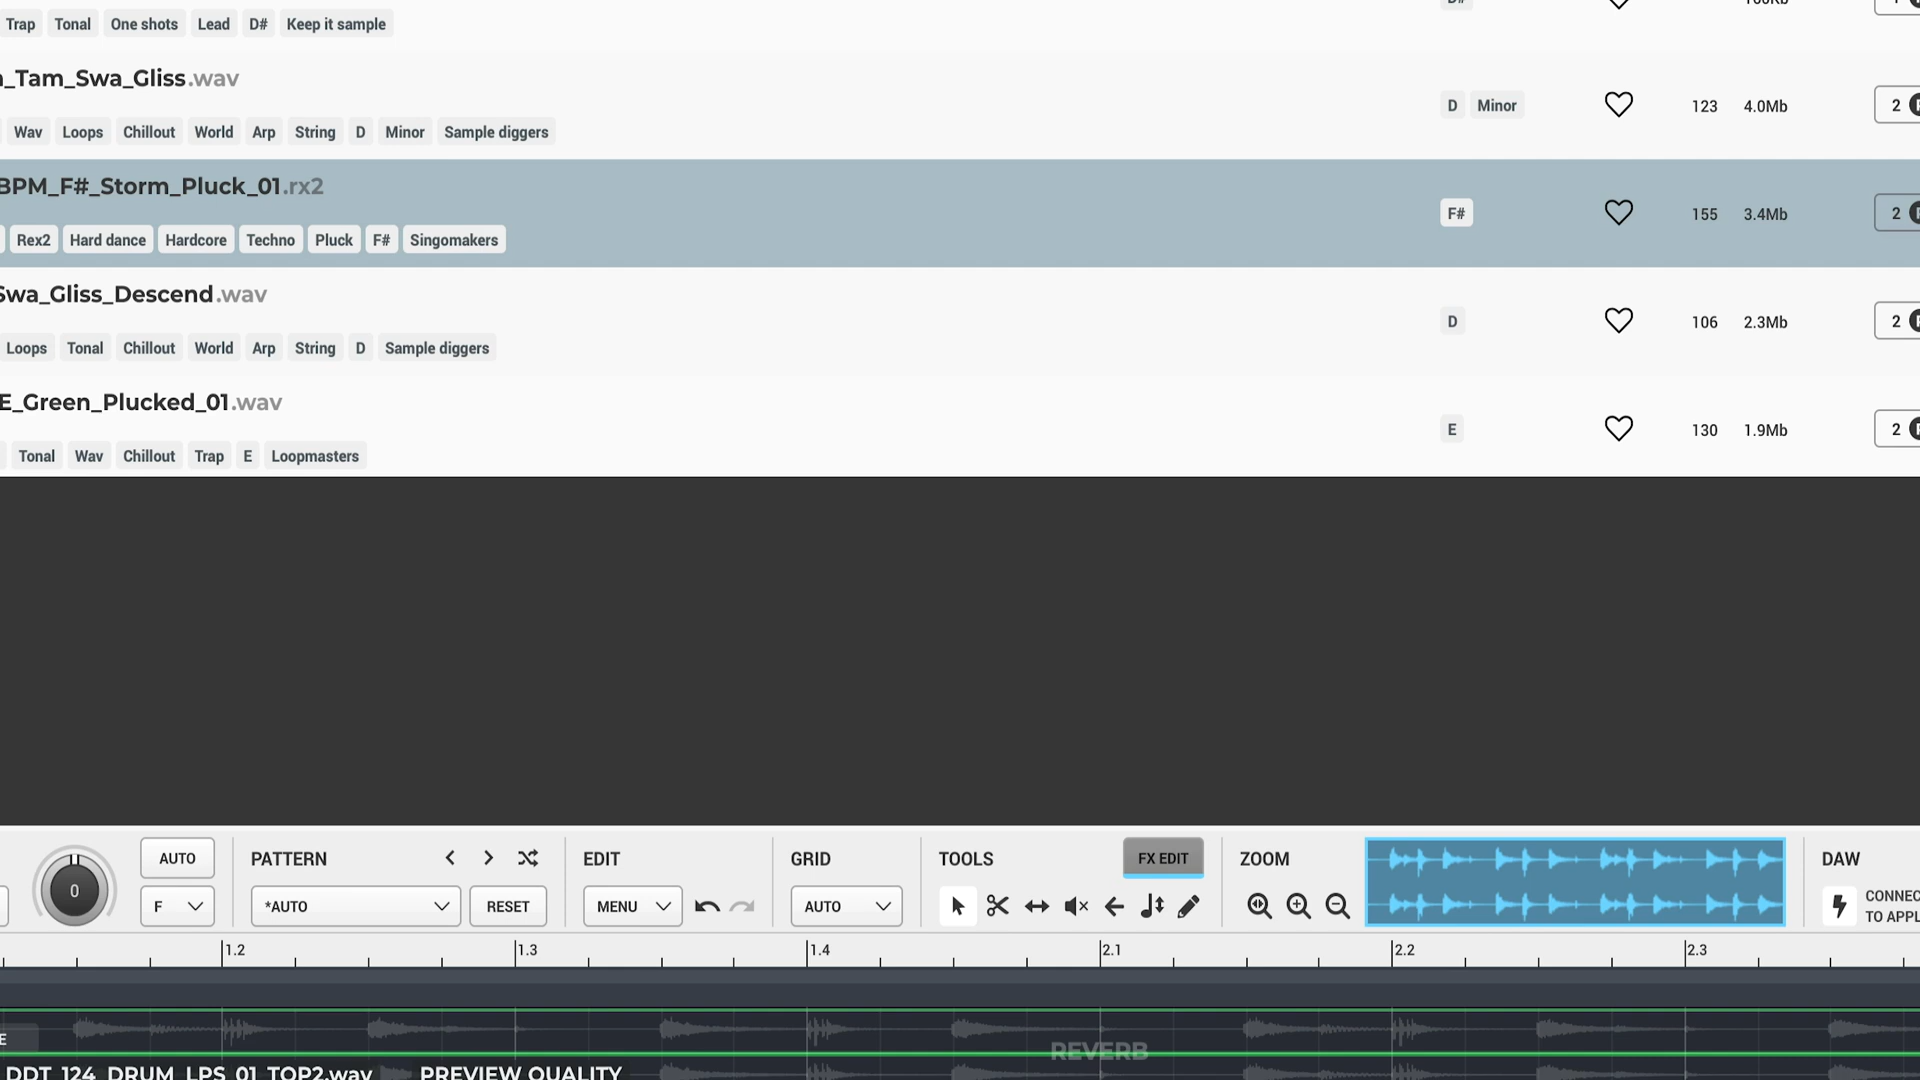 Trap Tonal One shots Lead D# Keep it sample
_Tam_Swa_Gliss.wav
D Minor 123 4.0Mb 2
Wav Loops Chillout World Arp String D Minor Sample diggers
BPM_F#_Storm_Pluck_01.rx2
F# 155 3.4Mb 2
Rex2 Hard dance Hardcore Techno Pluck F# Singomakers
Swa_Gliss_Descend.wav
D 106 2.3Mb 2
Loops Tonal Chillout World Arp String D Sample diggers
E_Green_Plucked_01.wav
E 130 1.9Mb 2
Tonal Wav Chillout Trap E Loopmasters
AUTO PATTERN EDIT GRID TOOLS FX EDIT ZOOM DAW
0 F *AUTO RESET MENU AUTO CONNEC
TO APPL
1.2 1.3 1.4 2.1 2.2 2.3
E
REVERB
DDT_124_DRUM_LPS_01_TOP2.wav PREVIEW QUALITY